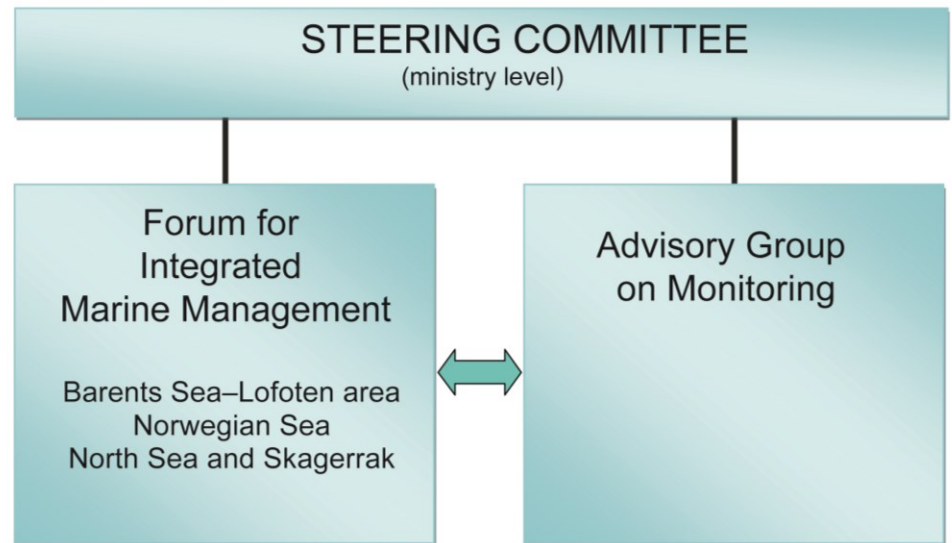 STEERING COMMITTEE
(ministry level)
Forum for
Integrated
Marine Management
Barents Sea–Lofoten area
Norwegian Sea
North Sea and Skagerrak
Advisory Group
on Monitoring